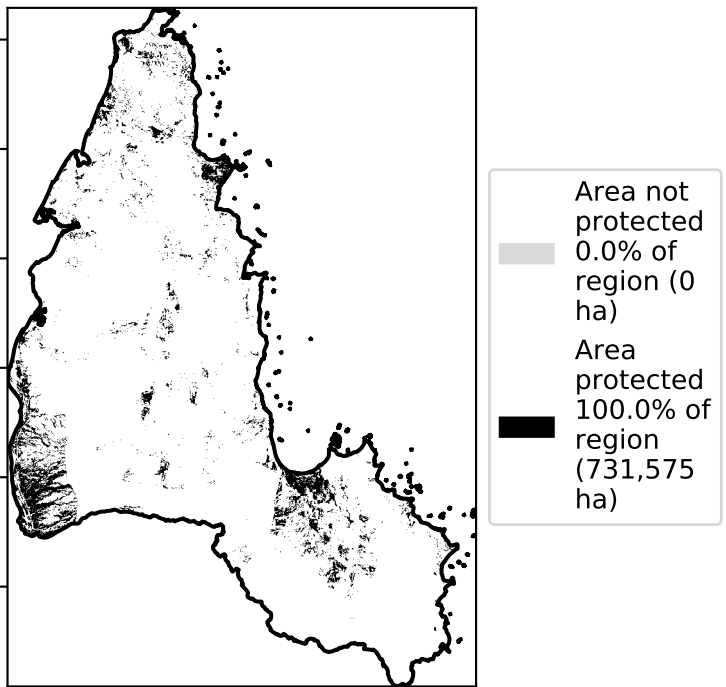 Area not
protected
0.0% of
region (0
ha)
Area
protected
100.0% of
region
(731,575
ha)